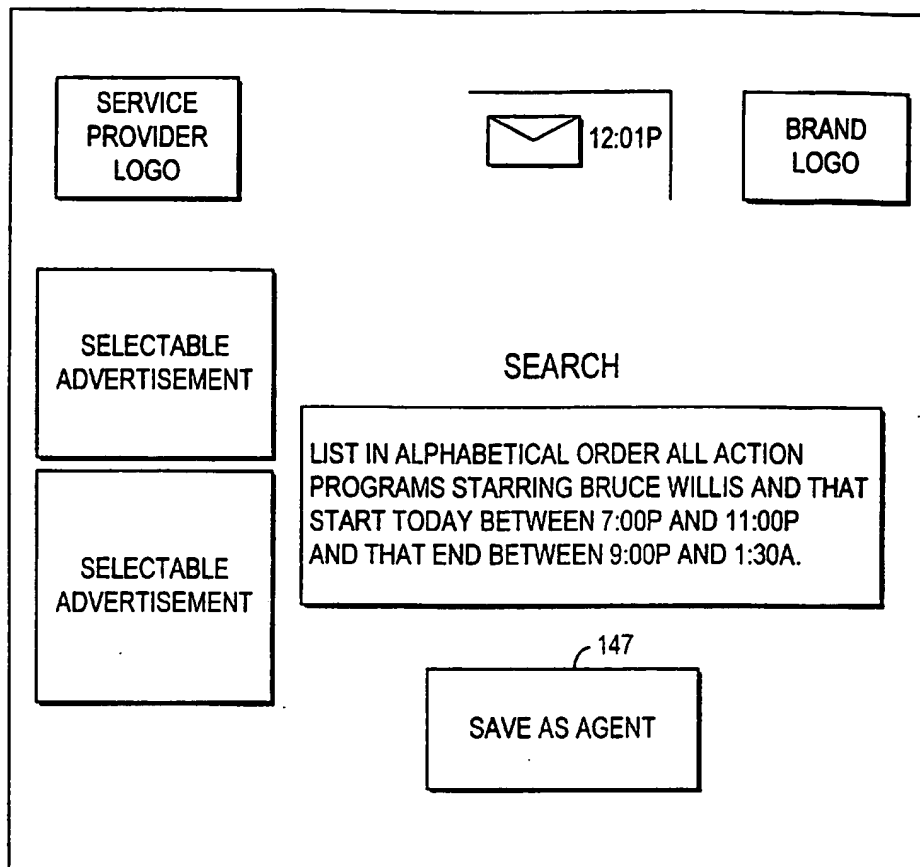 SERVICE
PROVIDER
LOGO
12:01P
BRAND
LOGO
SELECTABLE
ADVERTISEMENT
SEARCH
LIST IN ALPHABETICAL ORDER ALL ACTION
PROGRAMS STARRING BRUCE WILLIS AND THAT
START TODAY BETWEEN 7:00P AND 11:00P
AND THAT END BETWEEN 9:00P AND 1:30A.
SELECTABLE
ADVERTISEMENT
147
SAVE AS AGENT